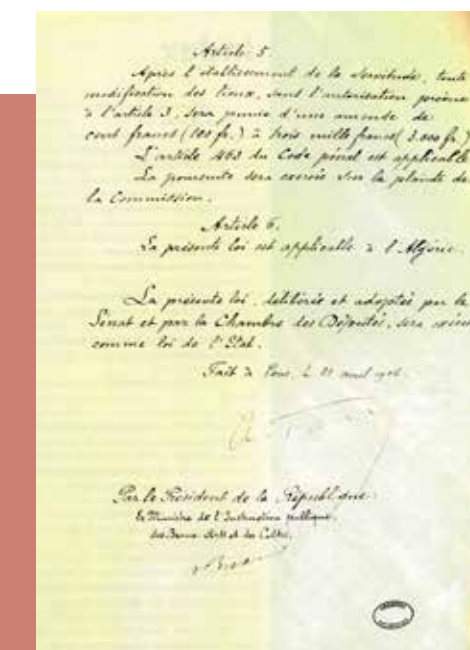 Article 5.
Après l'établissement de la servitude, toute
modification des lieux, sans l'autorisation prévue
à l'article 3, sera punie d'une amende de
cent francs (100 fr.) à trois mille francs (3.000 fr.)
L'article 463 du Code pénal est applicable
La poursuite sera exercée sur la plainte de
la Commission.
Article 6.
La présente loi est applicable à l'Algérie.
La présente loi, délibérée et adoptée par le
Sénat et par la Chambre des Députés, sera
comme loi de l'Etat.
Fait à Paris, le 21 avril 1906.
Par le Président de la République:
Le Ministre de l'Instruction publique,
des Beaux-Arts et des Cultes,